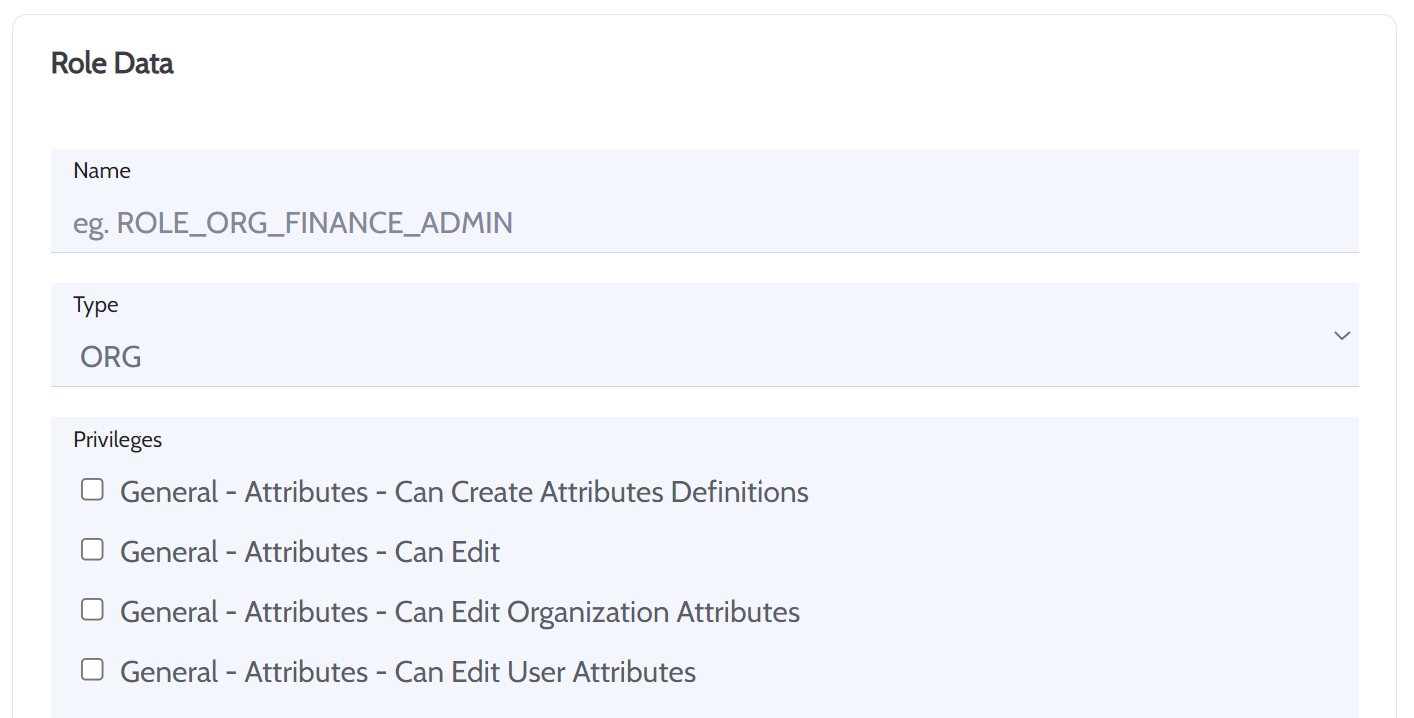 Role Data
Name
eg. ROLE_ORG_FINANCE_ADMIN
Type
ORG
Privileges
General - Attributes - Can Create Attributes Definitions
General - Attributes - Can Edit
General - Attributes - Can Edit Organization Attributes
General - Attributes - Can Edit User Attributes